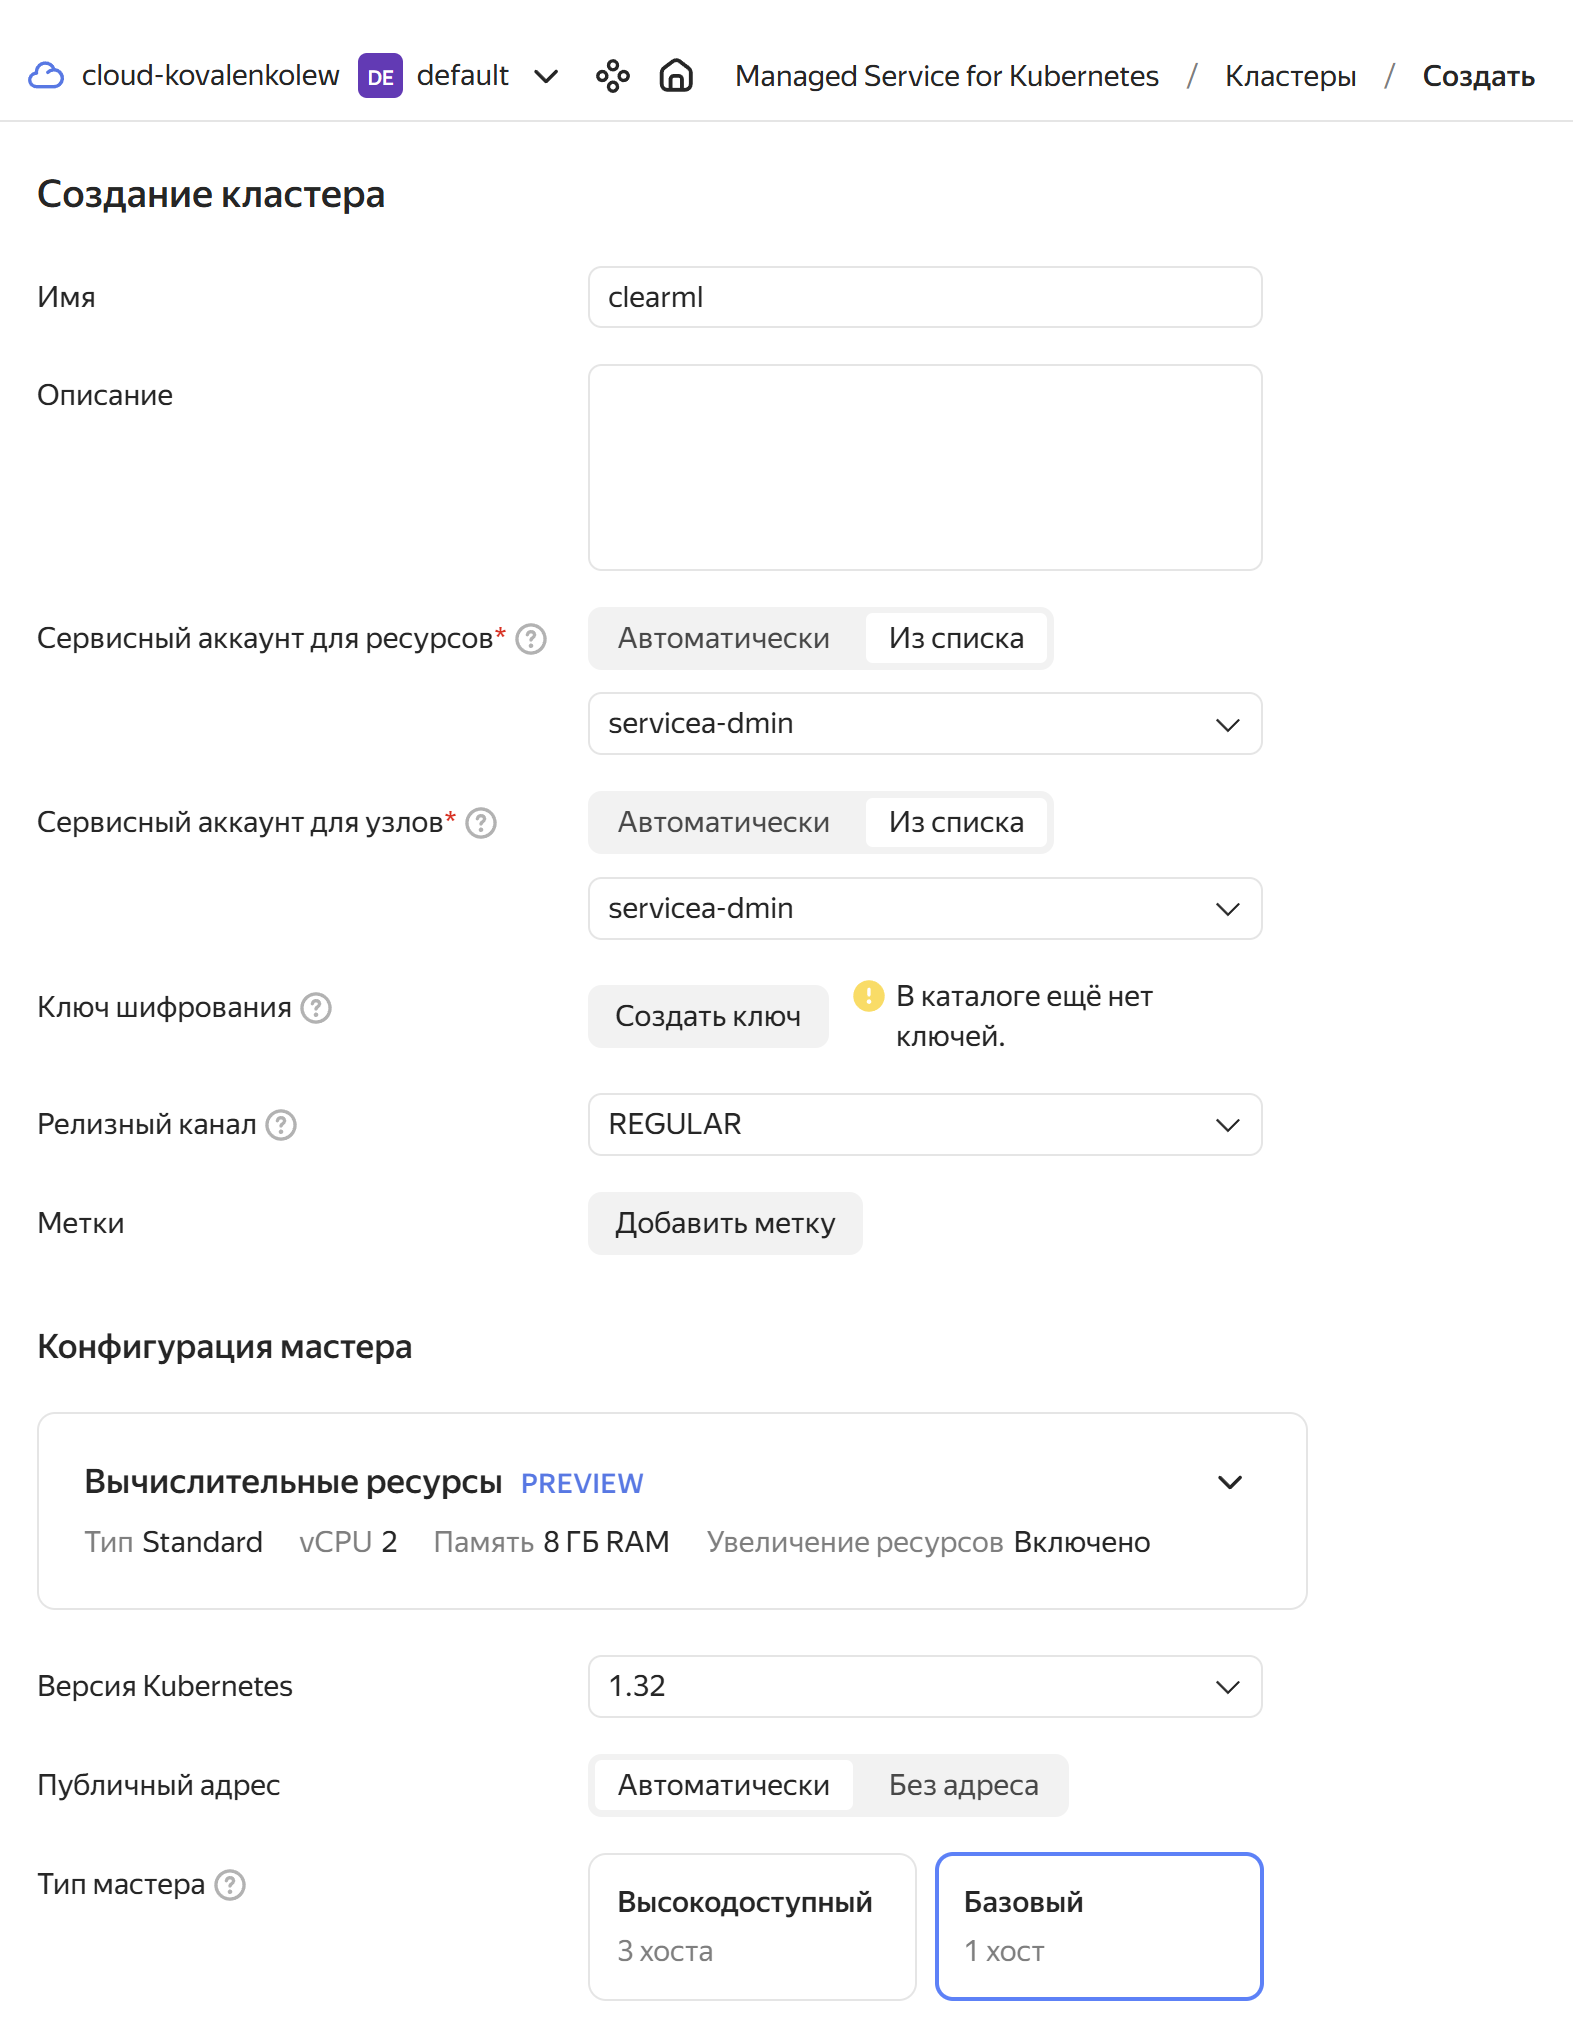 cloud-kovalenkolew DE default Managed Service for Kubernetes / Кластеры / Создать
Создание кластера
Имя clearml
Описание
Сервисный аккаунт для ресурсов* Автоматически Из списка
servicea-dmin
Сервисный аккаунт для узлов* Автоматически Из списка
servicea-dmin
Ключ шифрования Создать ключ В каталоге ещё нет
ключей.
Релизный канал REGULAR
Метки Добавить метку
Конфигурация мастера
Вычислительные ресурсы PREVIEW
Тип Standard vCPU 2 Память 8 ГБ RAM Увеличение ресурсов Включено
Версия Kubernetes 1.32
Публичный адрес Автоматически Без адреса
Тип мастера Высокодоступный Базовый
3 хоста 1 хост